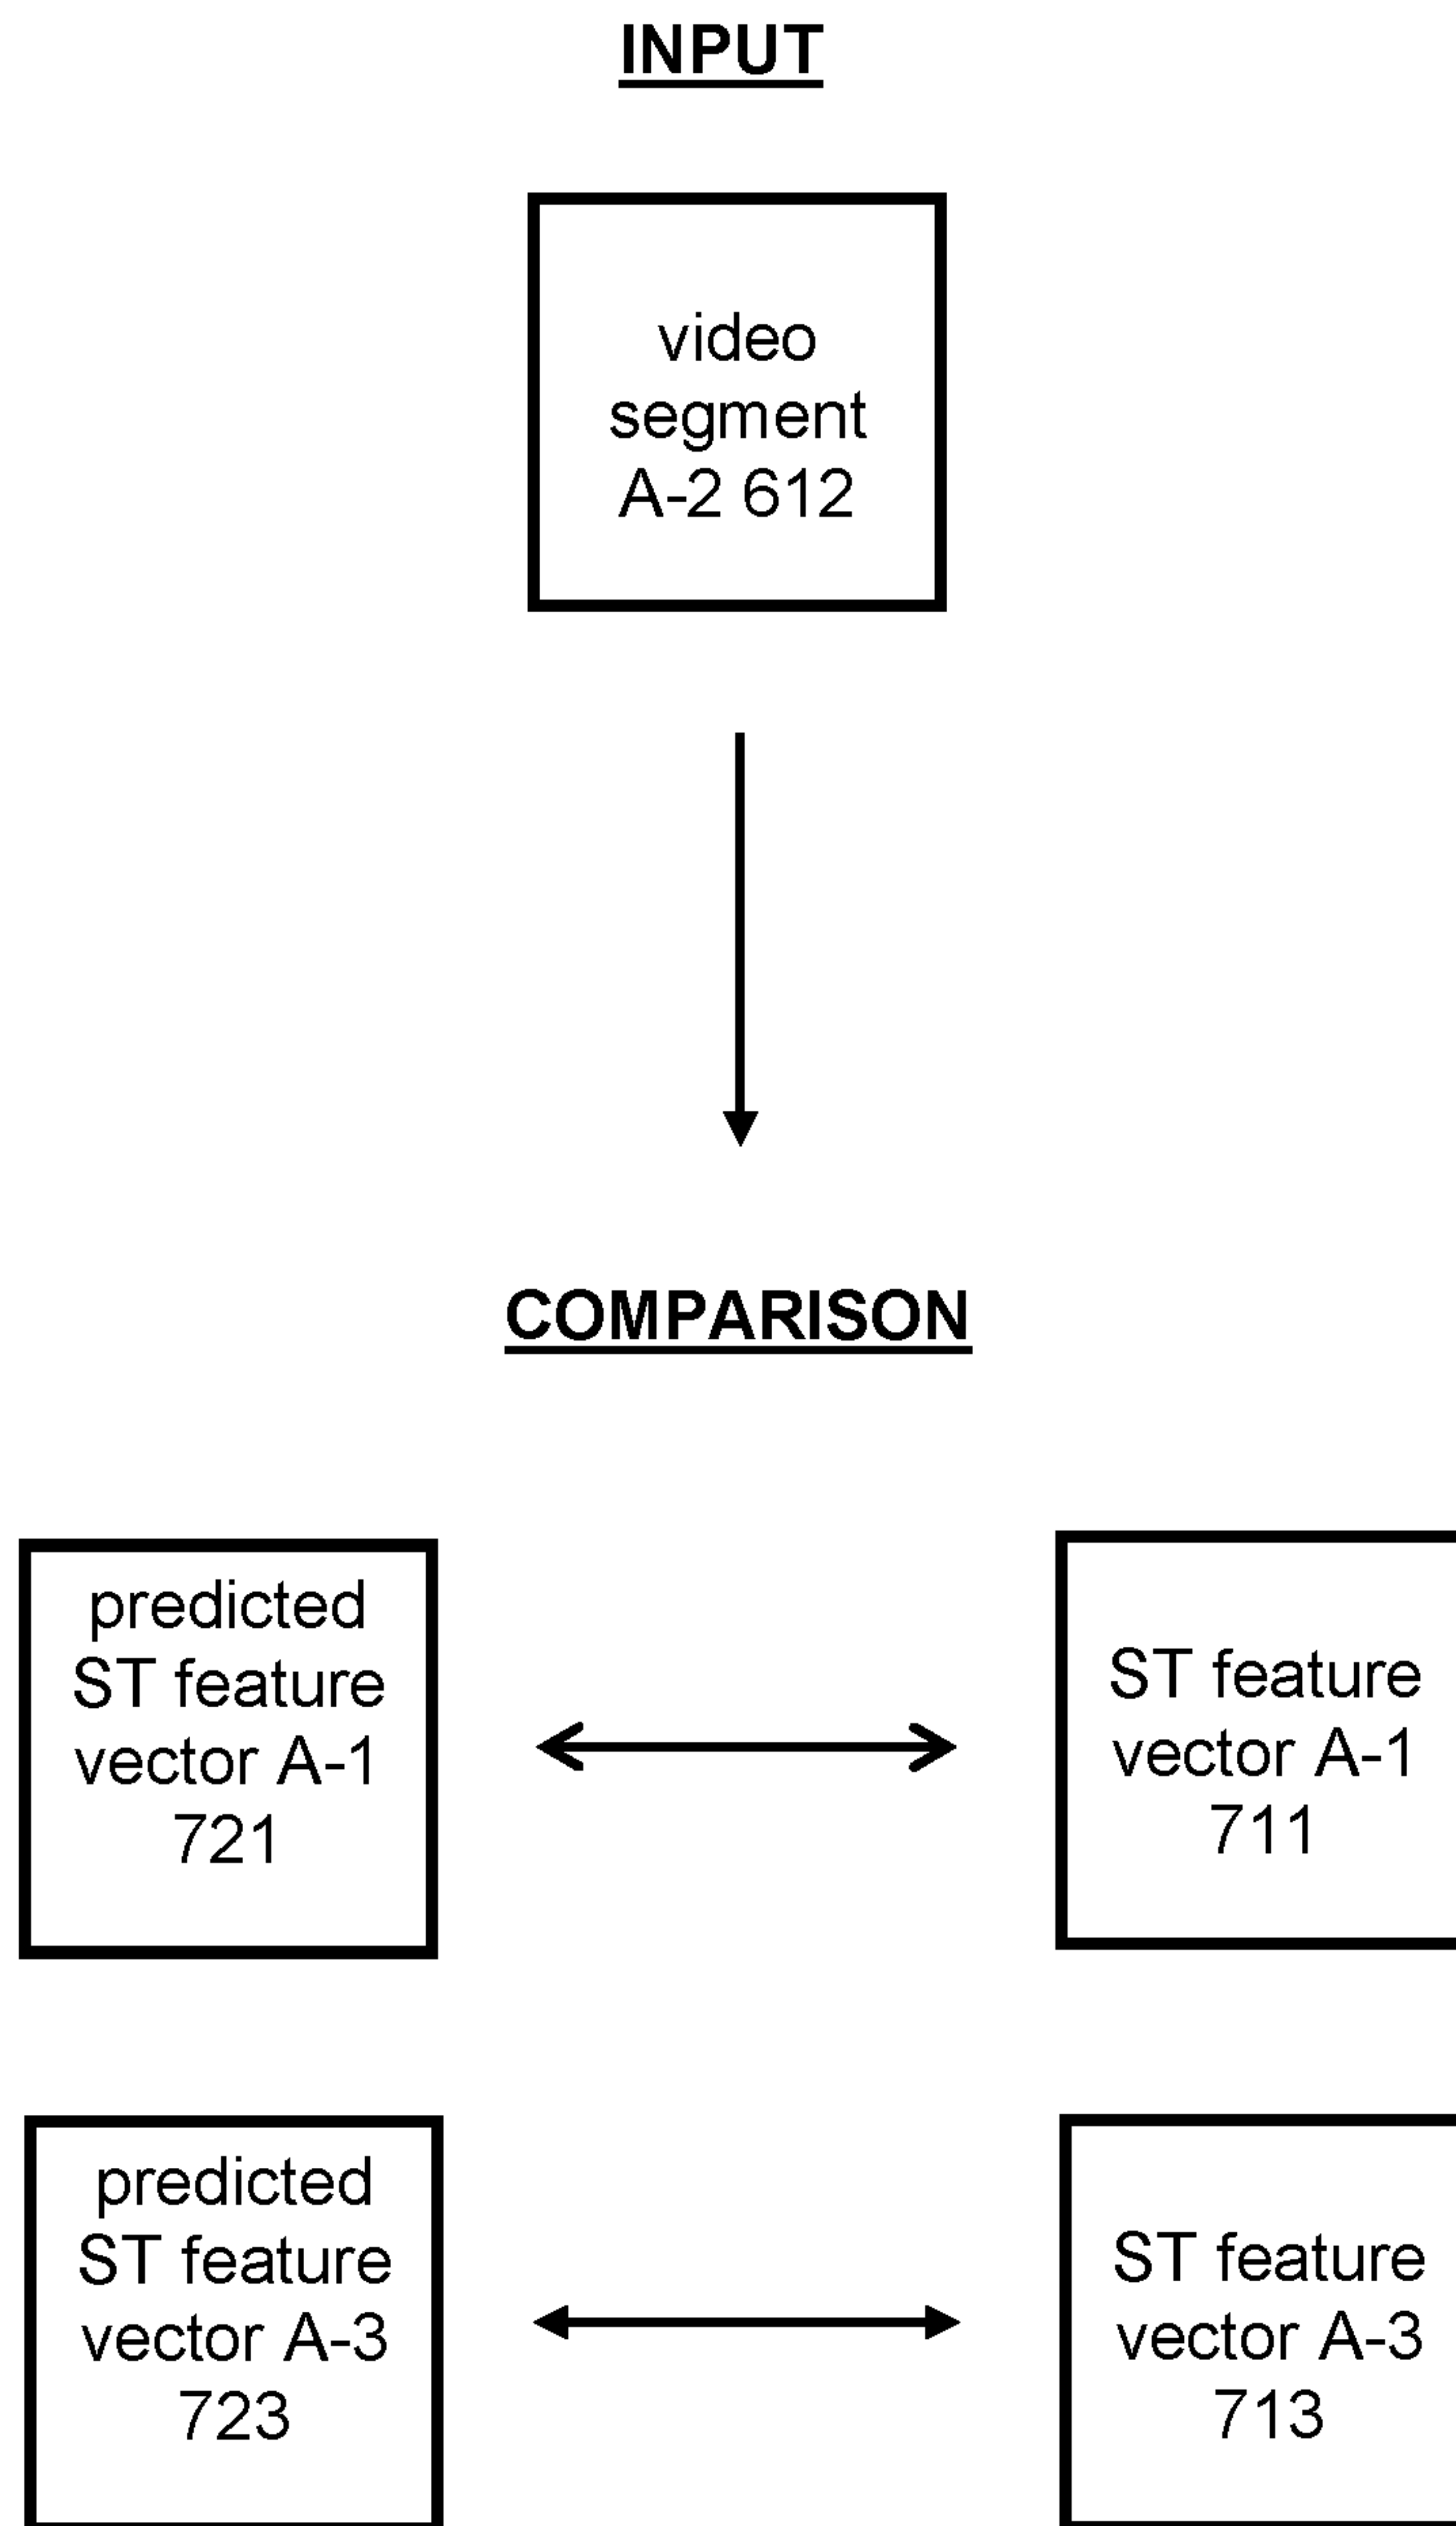 INPUT
video
segment
A-2 612
COMPARISON
predicted
ST feature
vector A-1
721
ST feature
vector A-1
711
predicted
ST feature
vector A-3
723
ST feature
vector A-3
713